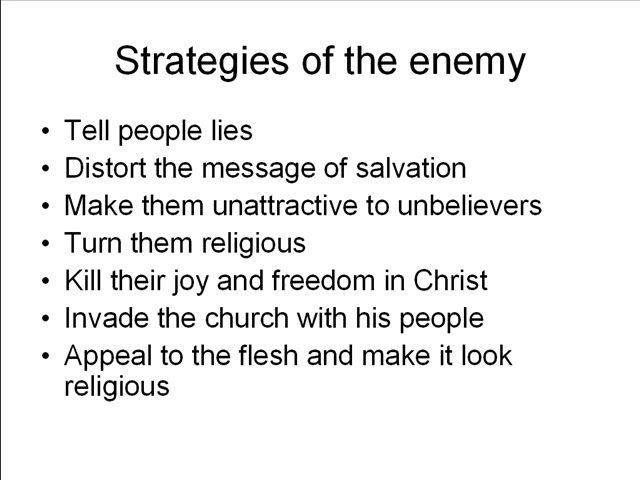 Strategies of the enemy
• Tell people lies
• Distort the message of salvation
• Make them unattractive to unbelievers
• Turn them religious
• Kill their joy and freedom in Christ
• Invade the church with his people
• Appeal to the flesh and make it look
religious